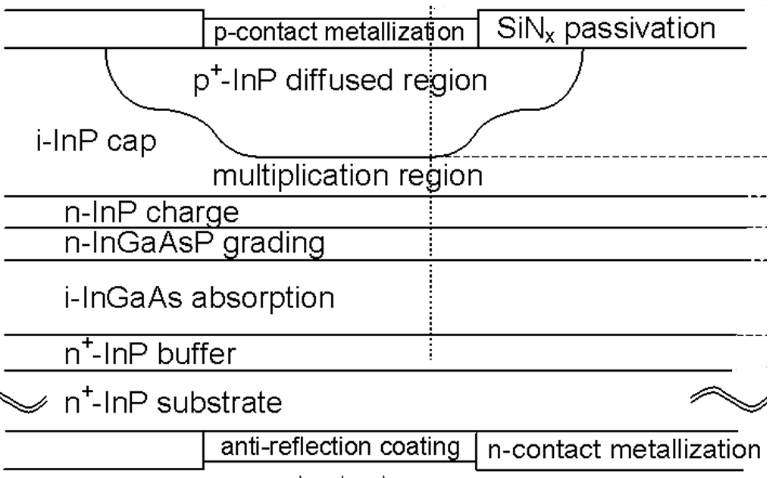 p-contact metallization
SiNx passivation
p+-InP diffused region
i-InP cap
multiplication region
n-InP charge
n-InGaAsP grading
i-InGaAs absorption
n+-InP buffer
n+-InP substrate
anti-reflection coating
n-contact metallization